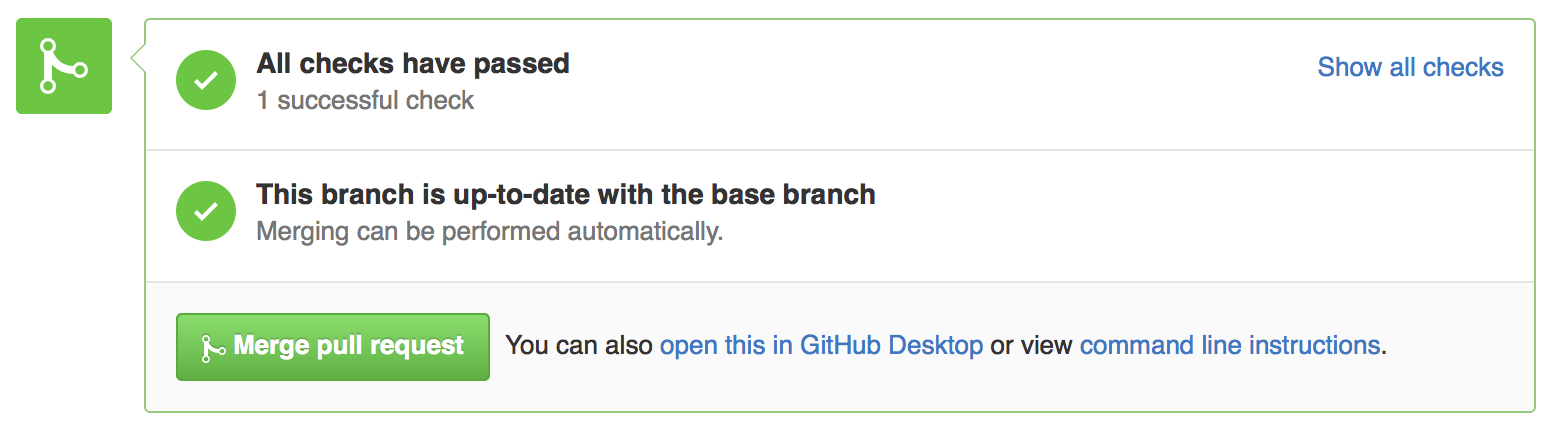 All checks have passed
Show all checks
1 successful check
This branch is up-to-date with the base branch
Merging can be performed automatically.
Merge pull request You can also open this in GitHub Desktop or view command line instructions.